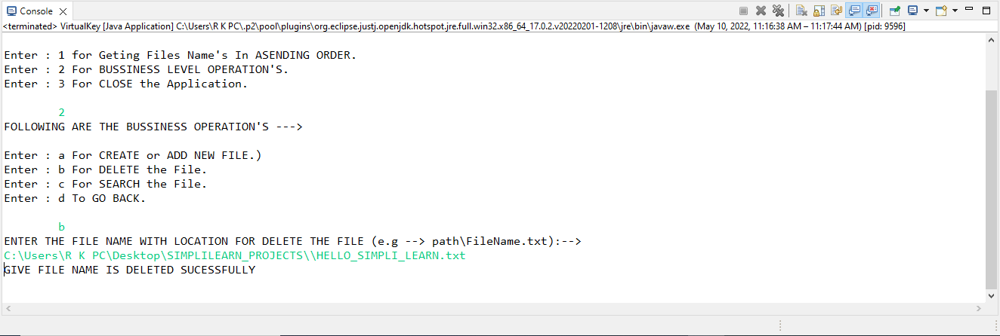 Console
<terminated> VirtualKey [Java Application] C:\Users\R K PC\.p2\pool\plugins\org.eclipse.justj.openjdk.hotspot.jre.full.win32.x86_64_17.0.2.v20220201-1208\jre\bin\javaw.exe (May 10, 2022, 11:16:38 AM – 11:17:44 AM) [pid: 9596]
Enter : 1 for Geting Files Name's In ASENDING ORDER.
Enter : 2 For BUSSINESS LEVEL OPERATION'S.
Enter : 3 For CLOSE the Application.
2
FOLLOWING ARE THE BUSSINESS OPERATION'S --->
Enter : a For CREATE or ADD NEW FILE.)
Enter : b For DELETE the File.
Enter : c For SEARCH the File.
Enter : d To GO BACK.
b
ENTER THE FILE NAME WITH LOCATION FOR DELETE THE FILE (e.g --> path\FileName.txt):-->
C:\Users\R K PC\Desktop\SIMPLILEARN_PROJECTS\\HELLO_SIMPLI_LEARN.txt
GIVE FILE NAME IS DELETED SUCESSFULLY